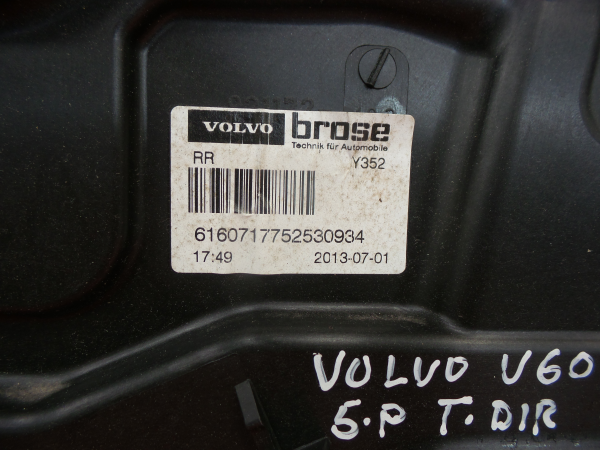 VOLVO brose
Technik für Automobile
RR Y352
6160717752530934
17:49 2013-07-01
VOLVO V60
5.P T.DIR